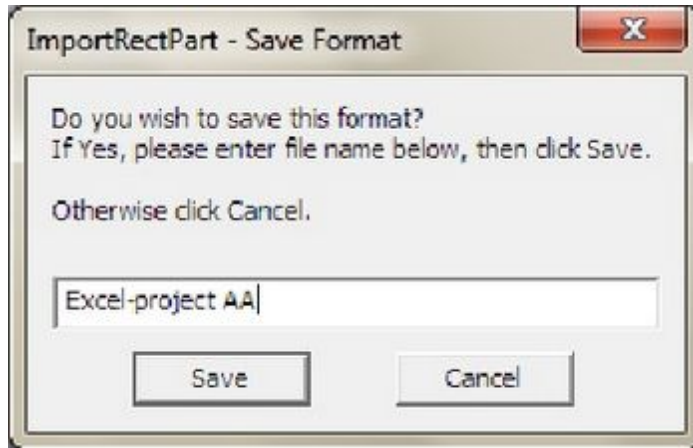 ImportRectPart - Save Format
Do you wish to save this format?
If Yes, please enter file name below, then click Save.
Otherwise click Cancel.
Excel-project AA
Save
Cancel